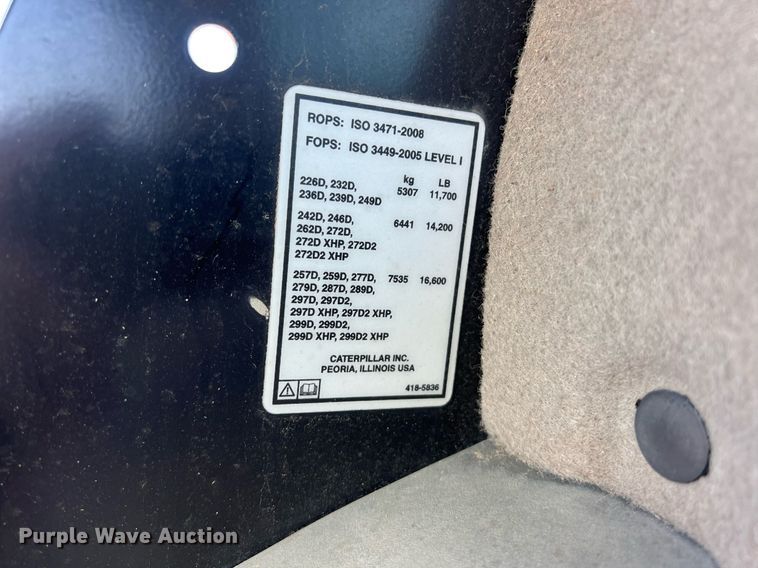 ROPS: ISO 3471-2008
FOPS: ISO 3449-2005 LEVEL I
kg LB
226D, 232D,
236D, 239D, 249D 5307 11,700
242D, 246D, 6441 14,200
262D, 272D,
272D XHP, 272D2
272D2 XHP
257D, 259D, 277D, 7535 16,600
279D, 287D, 289D,
297D, 297D2,
297D XHP, 297D2 XHP,
299D, 299D2,
299D XHP, 299D2 XHP
CATERPILLAR INC.
PEORIA, ILLINOIS USA
418-5836
Purple Wave Auction